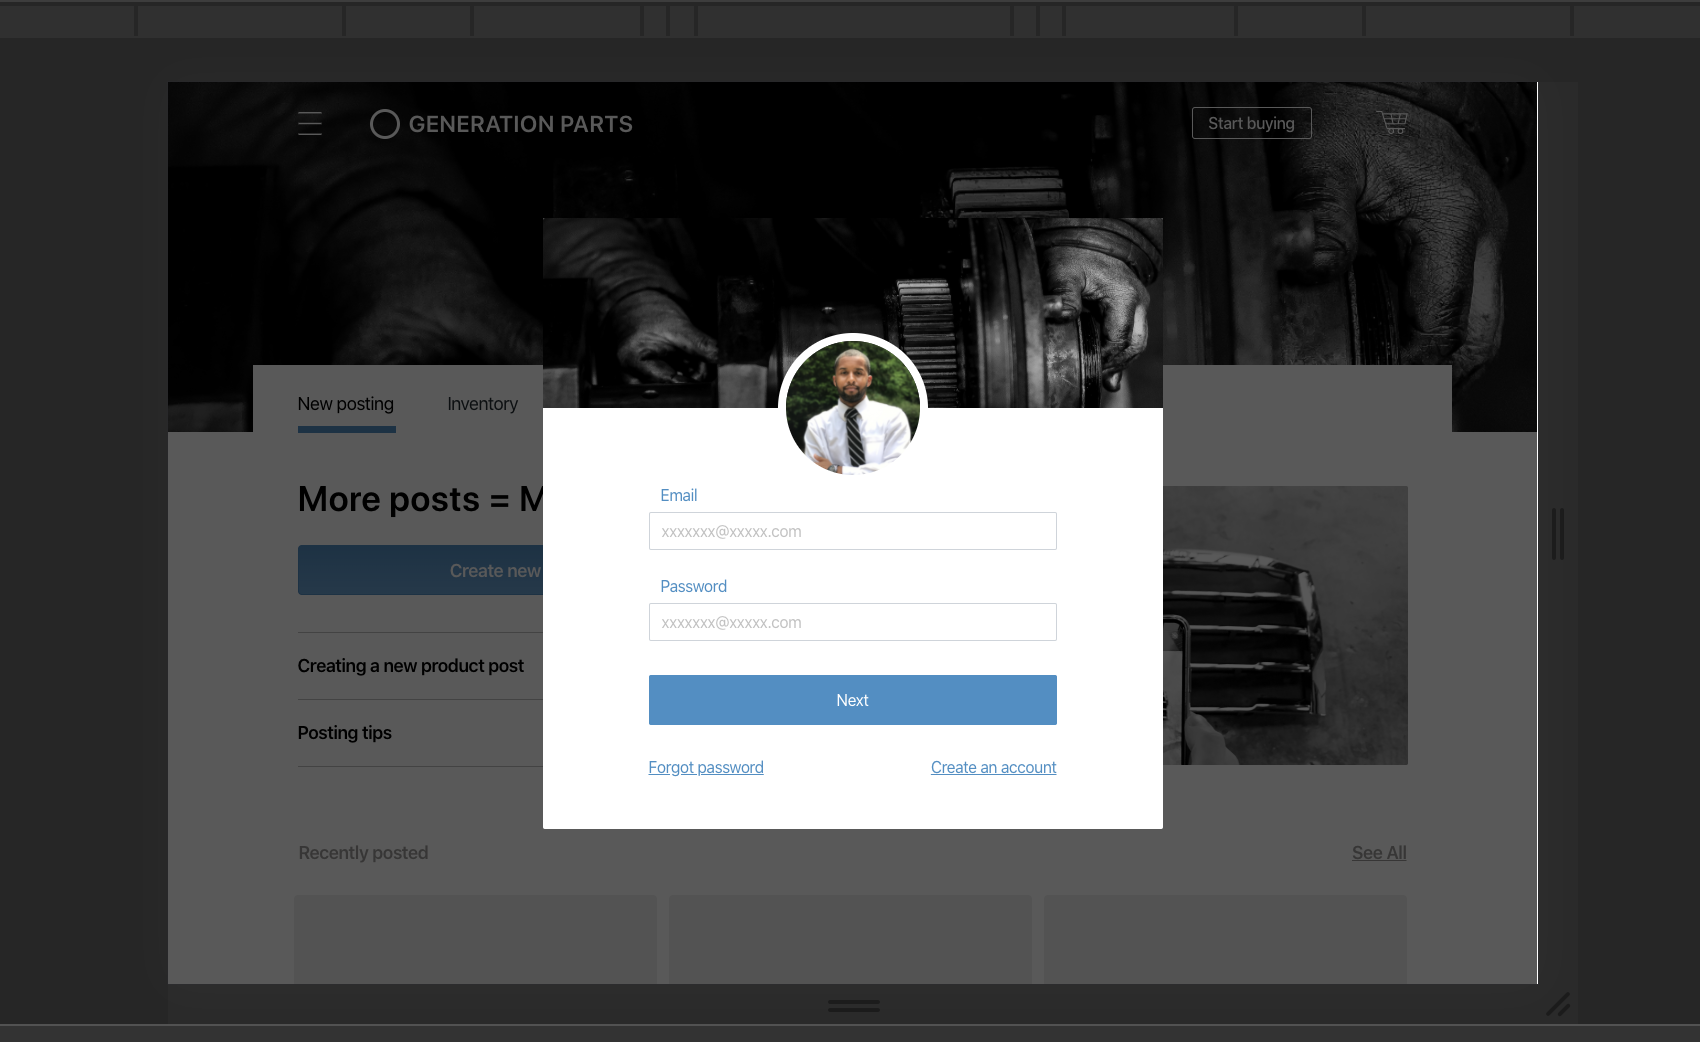 GENERATION PARTS
Start buying
New posting
Inventory
More posts = M
Create new
Creating a new product post
Posting tips
Email
xxxxxxx@xxxxx.com
Password
xxxxxxx@xxxxx.com
Next
Forgot password
Create an account
Recently posted
See All